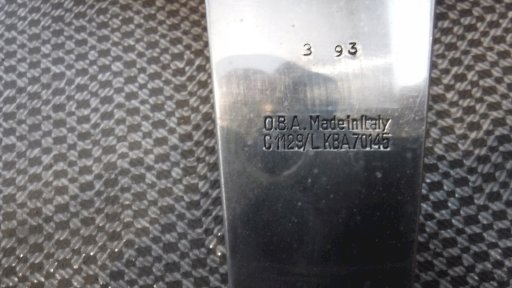 3 93
O.B.A. Made in Italy
C1129/L KBA70145